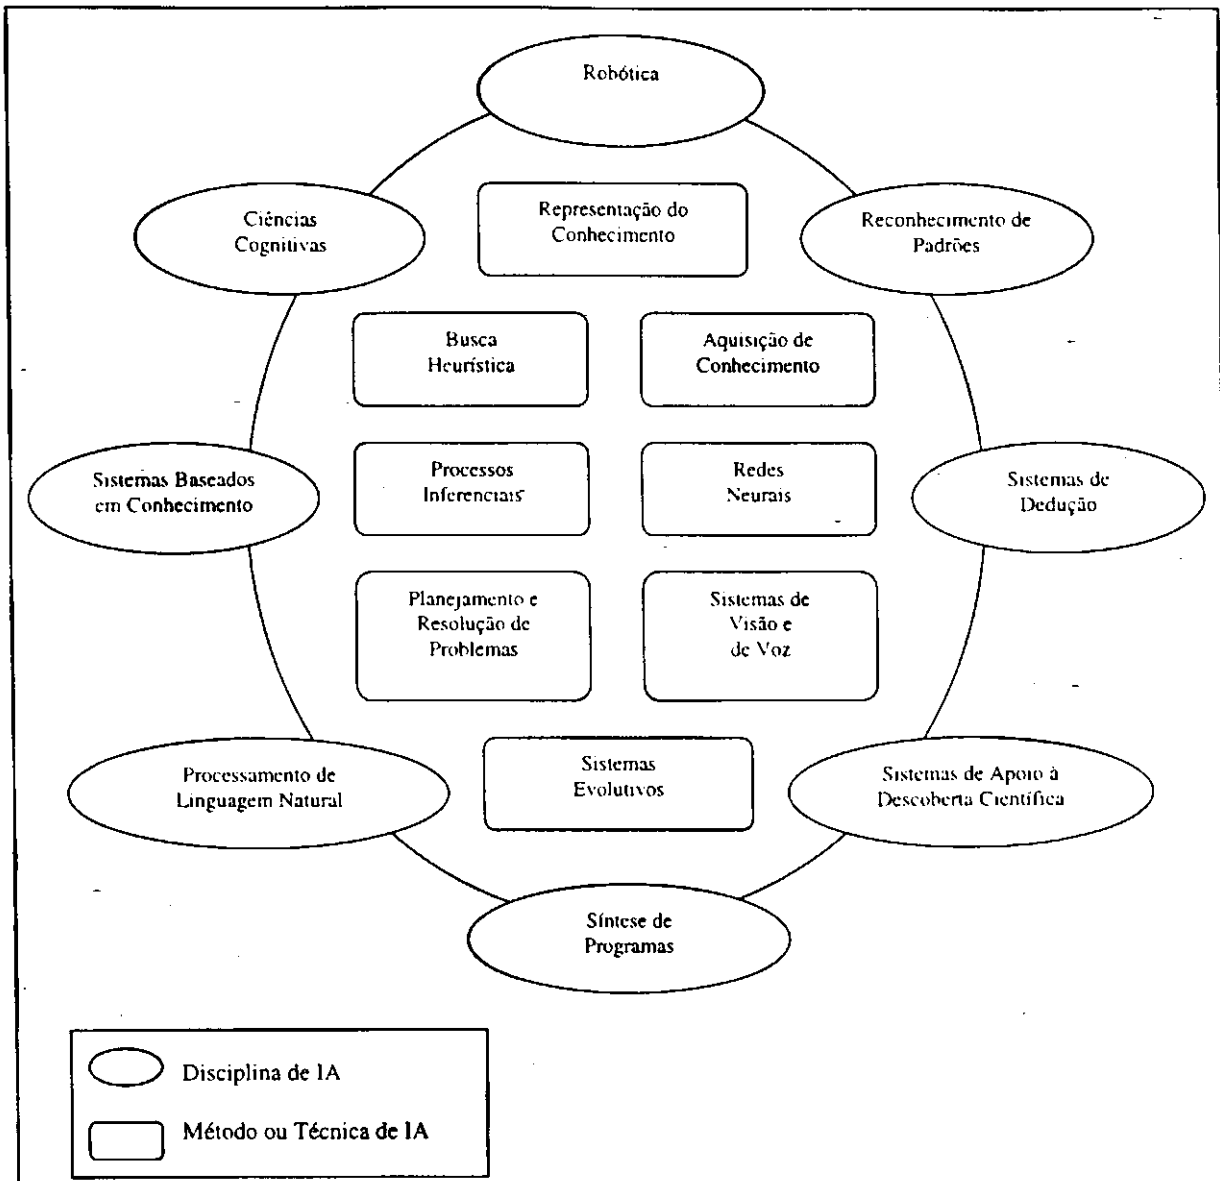 Robótica
Ciências
Cognitivas
Representação do
Conhecimento
Reconhecimento de
Padrões
Busca
Heurística
Aquisição de
Conhecimento
Sistemas Baseados
em Conhecimento
Processos
Inferenciais
Redes
Neurais
Sistemas de
Dedução
Planejamento e
Resolução de
Problemas
Sistemas de
Visão e
de Voz
Processamento de
Linguagem Natural
Sistemas
Evolutivos
Sistemas de Apoio à
Descoberta Científica
Síntese de
Programas
Disciplina de IA
Método ou Técnica de IA